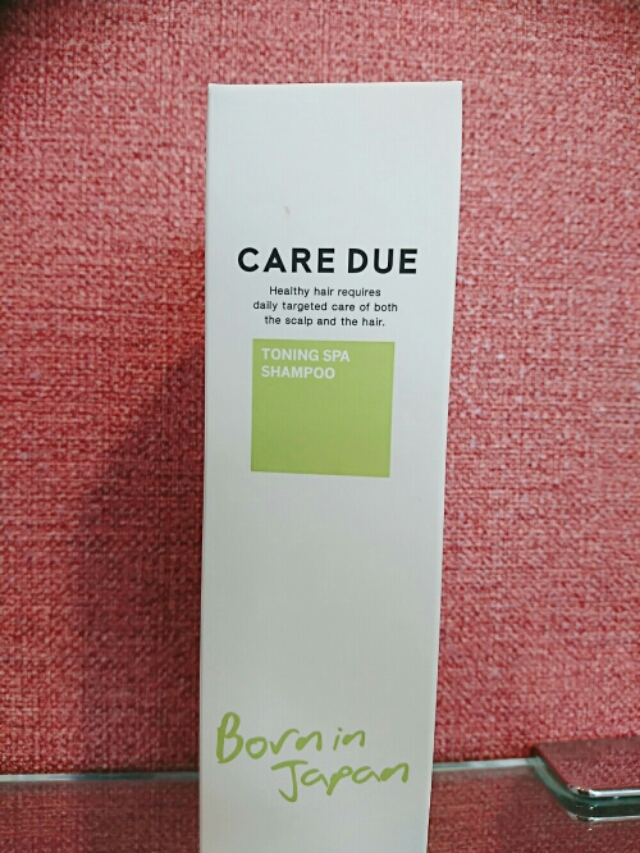 CARE DUE
Healthy hair requires
daily targeted care of both
the scalp and the hair.
TONING SPA
SHAMPOO
Born in
Japan